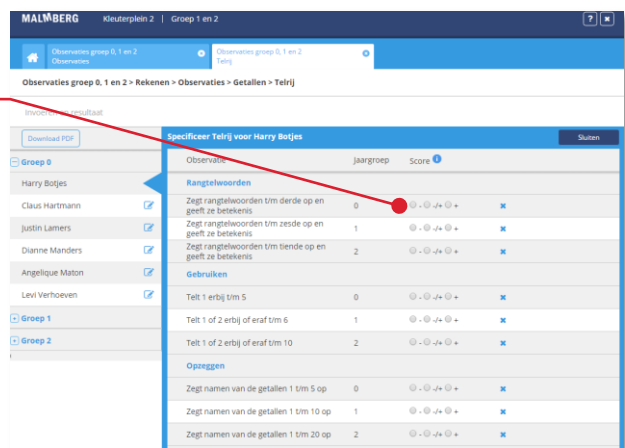 MALMBERG Kleuterplein 2 | Groep 1 en 2 ? ×
Observaties groep 0, 1 en 2
Observaties
Observaties groep 0, 1 en 2
Telrij
Observaties groep 0, 1 en 2 > Rekenen > Observaties > Getallen > Telrij
Invoeren en resultaat
Download PDF
Specificeer Telrij voor Harry Botjes Sluiten
Groep 0
Harry Botjes
Claus Hartmann
Justin Lamers
Dianne Manders
Angelique Maton
Levi Verhoeven
Groep 1
Groep 2
Observatie Jaargroep Score
Rangtelwoorden
Zegt rangtelwoorden t/m derde op en
geeft ze betekenis 0 - -/+ +
Zegt rangtelwoorden t/m zesde op en
geeft ze betekenis 1 - -/+ +
Zegt rangtelwoorden t/m tiende op en
geeft ze betekenis 2 - -/+ +
Gebruiken
Telt 1 erbij t/m 5 0 - -/+ +
Telt 1 of 2 erbij of eraf t/m 6 1 - -/+ +
Telt 1 of 2 erbij of eraf t/m 10 2 - -/+ +
Opzeggen
Zegt namen van de getallen 1 t/m 5 op 0 - -/+ +
Zegt namen van de getallen 1 t/m 10 op 1 - -/+ +
Zegt namen van de getallen 1 t/m 20 op 2 - -/+ +